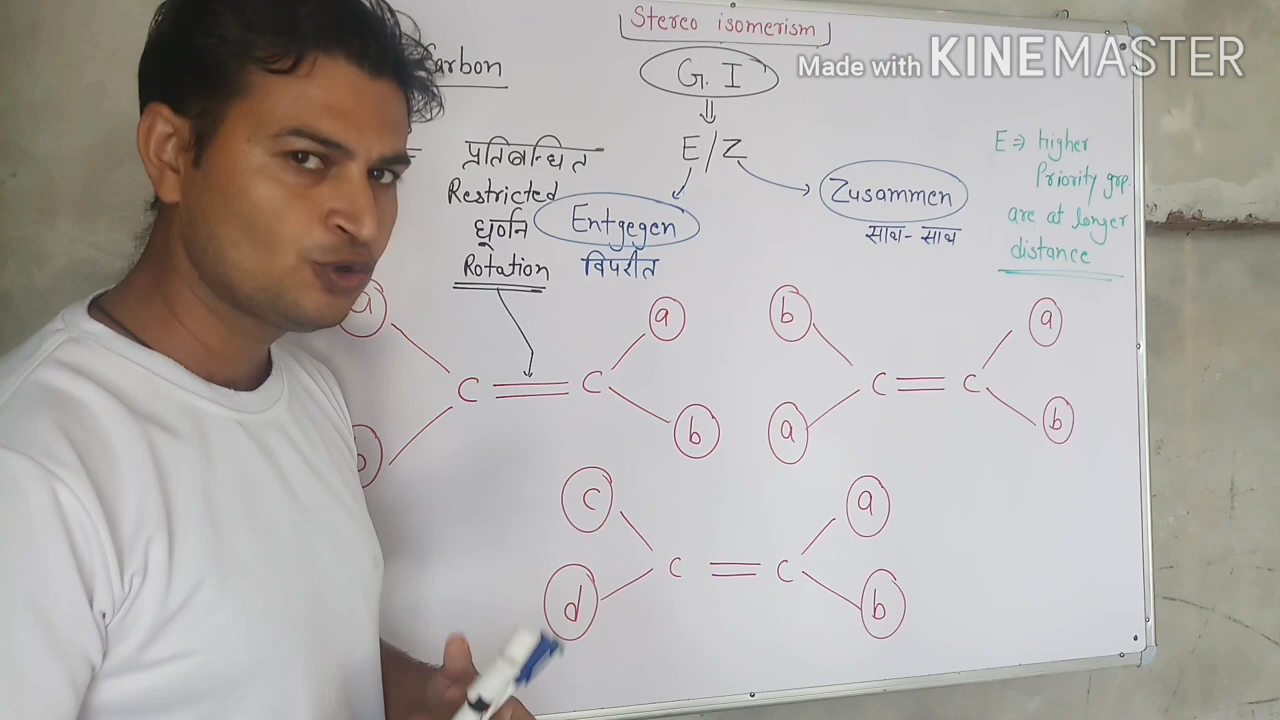 Stereo isomerism
Carbon
G. I
Made with KINEMASTER
⇓
E/Z
प्रतिबन्धित
Restricted
घूर्णन
Rotation
Entgegen
विपरीत
Zusammen
साथ-साथ
E ⇒ higher
Priority grp.
are at longer
distance
a a
C = C
b b
b a
C = C
a b
c a
C = C
d b